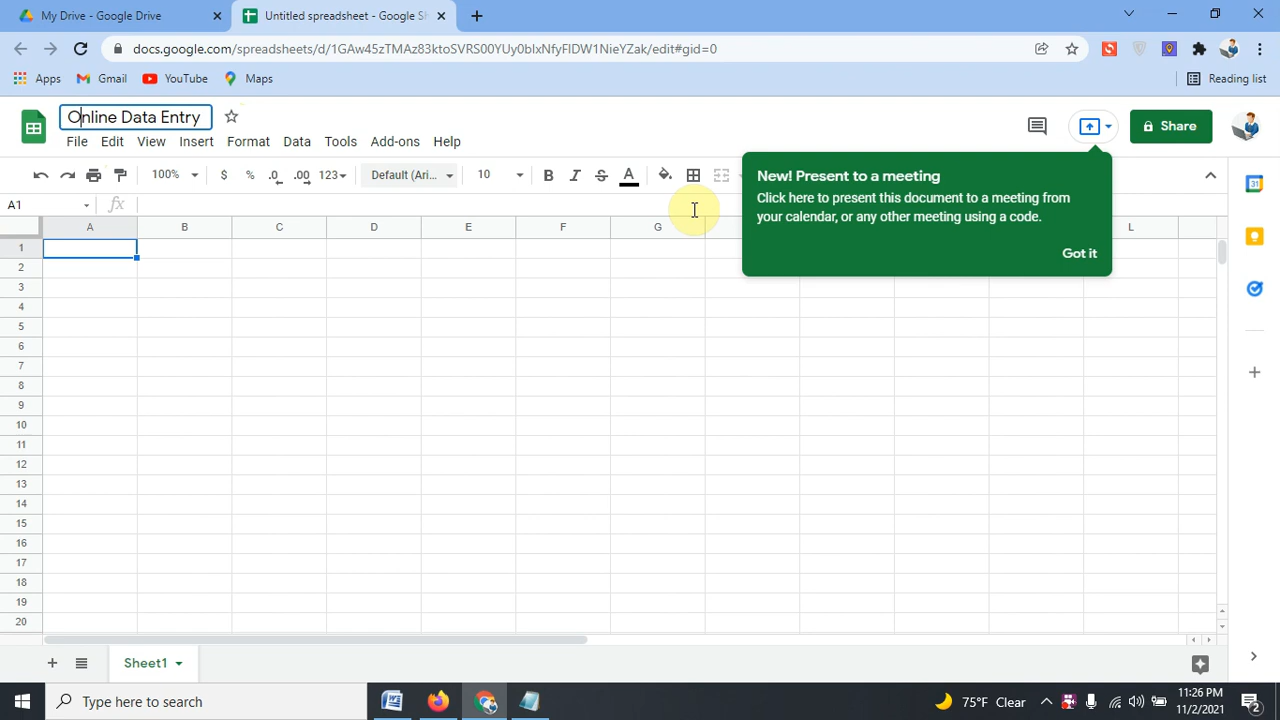 My Drive - Google Drive
Untitled spreadsheet - Google Sh
docs.google.com/spreadsheets/d/1GAw45zTMAz83ktoSVRS00YUy0blxNfyFIDW1NieYZak/edit#gid=0
Apps Gmail YouTube Maps Reading list
Online Data Entry
File Edit View Insert Format Data Tools Add-ons Help
Share
100% $ % .0 .00 123 Default (Ari... 10 B I S A
New! Present to a meeting
Click here to present this document to a meeting from
your calendar, or any other meeting using a code.
Got it
A1 fx
A B C D E F G L
1
2
3
4
5
6
7
8
9
10
11
12
13
14
15
16
17
18
19
20
31
Sheet1
Type here to search
75°F Clear
11:26 PM
11/2/2021
2